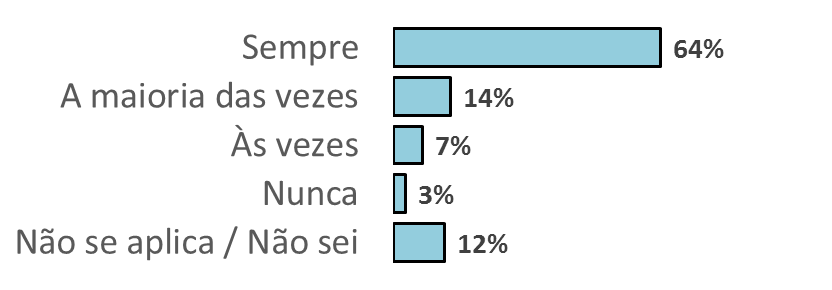 Sempre 64%
A maioria das vezes 14%
Às vezes 7%
Nunca 3%
Não se aplica / Não sei 12%